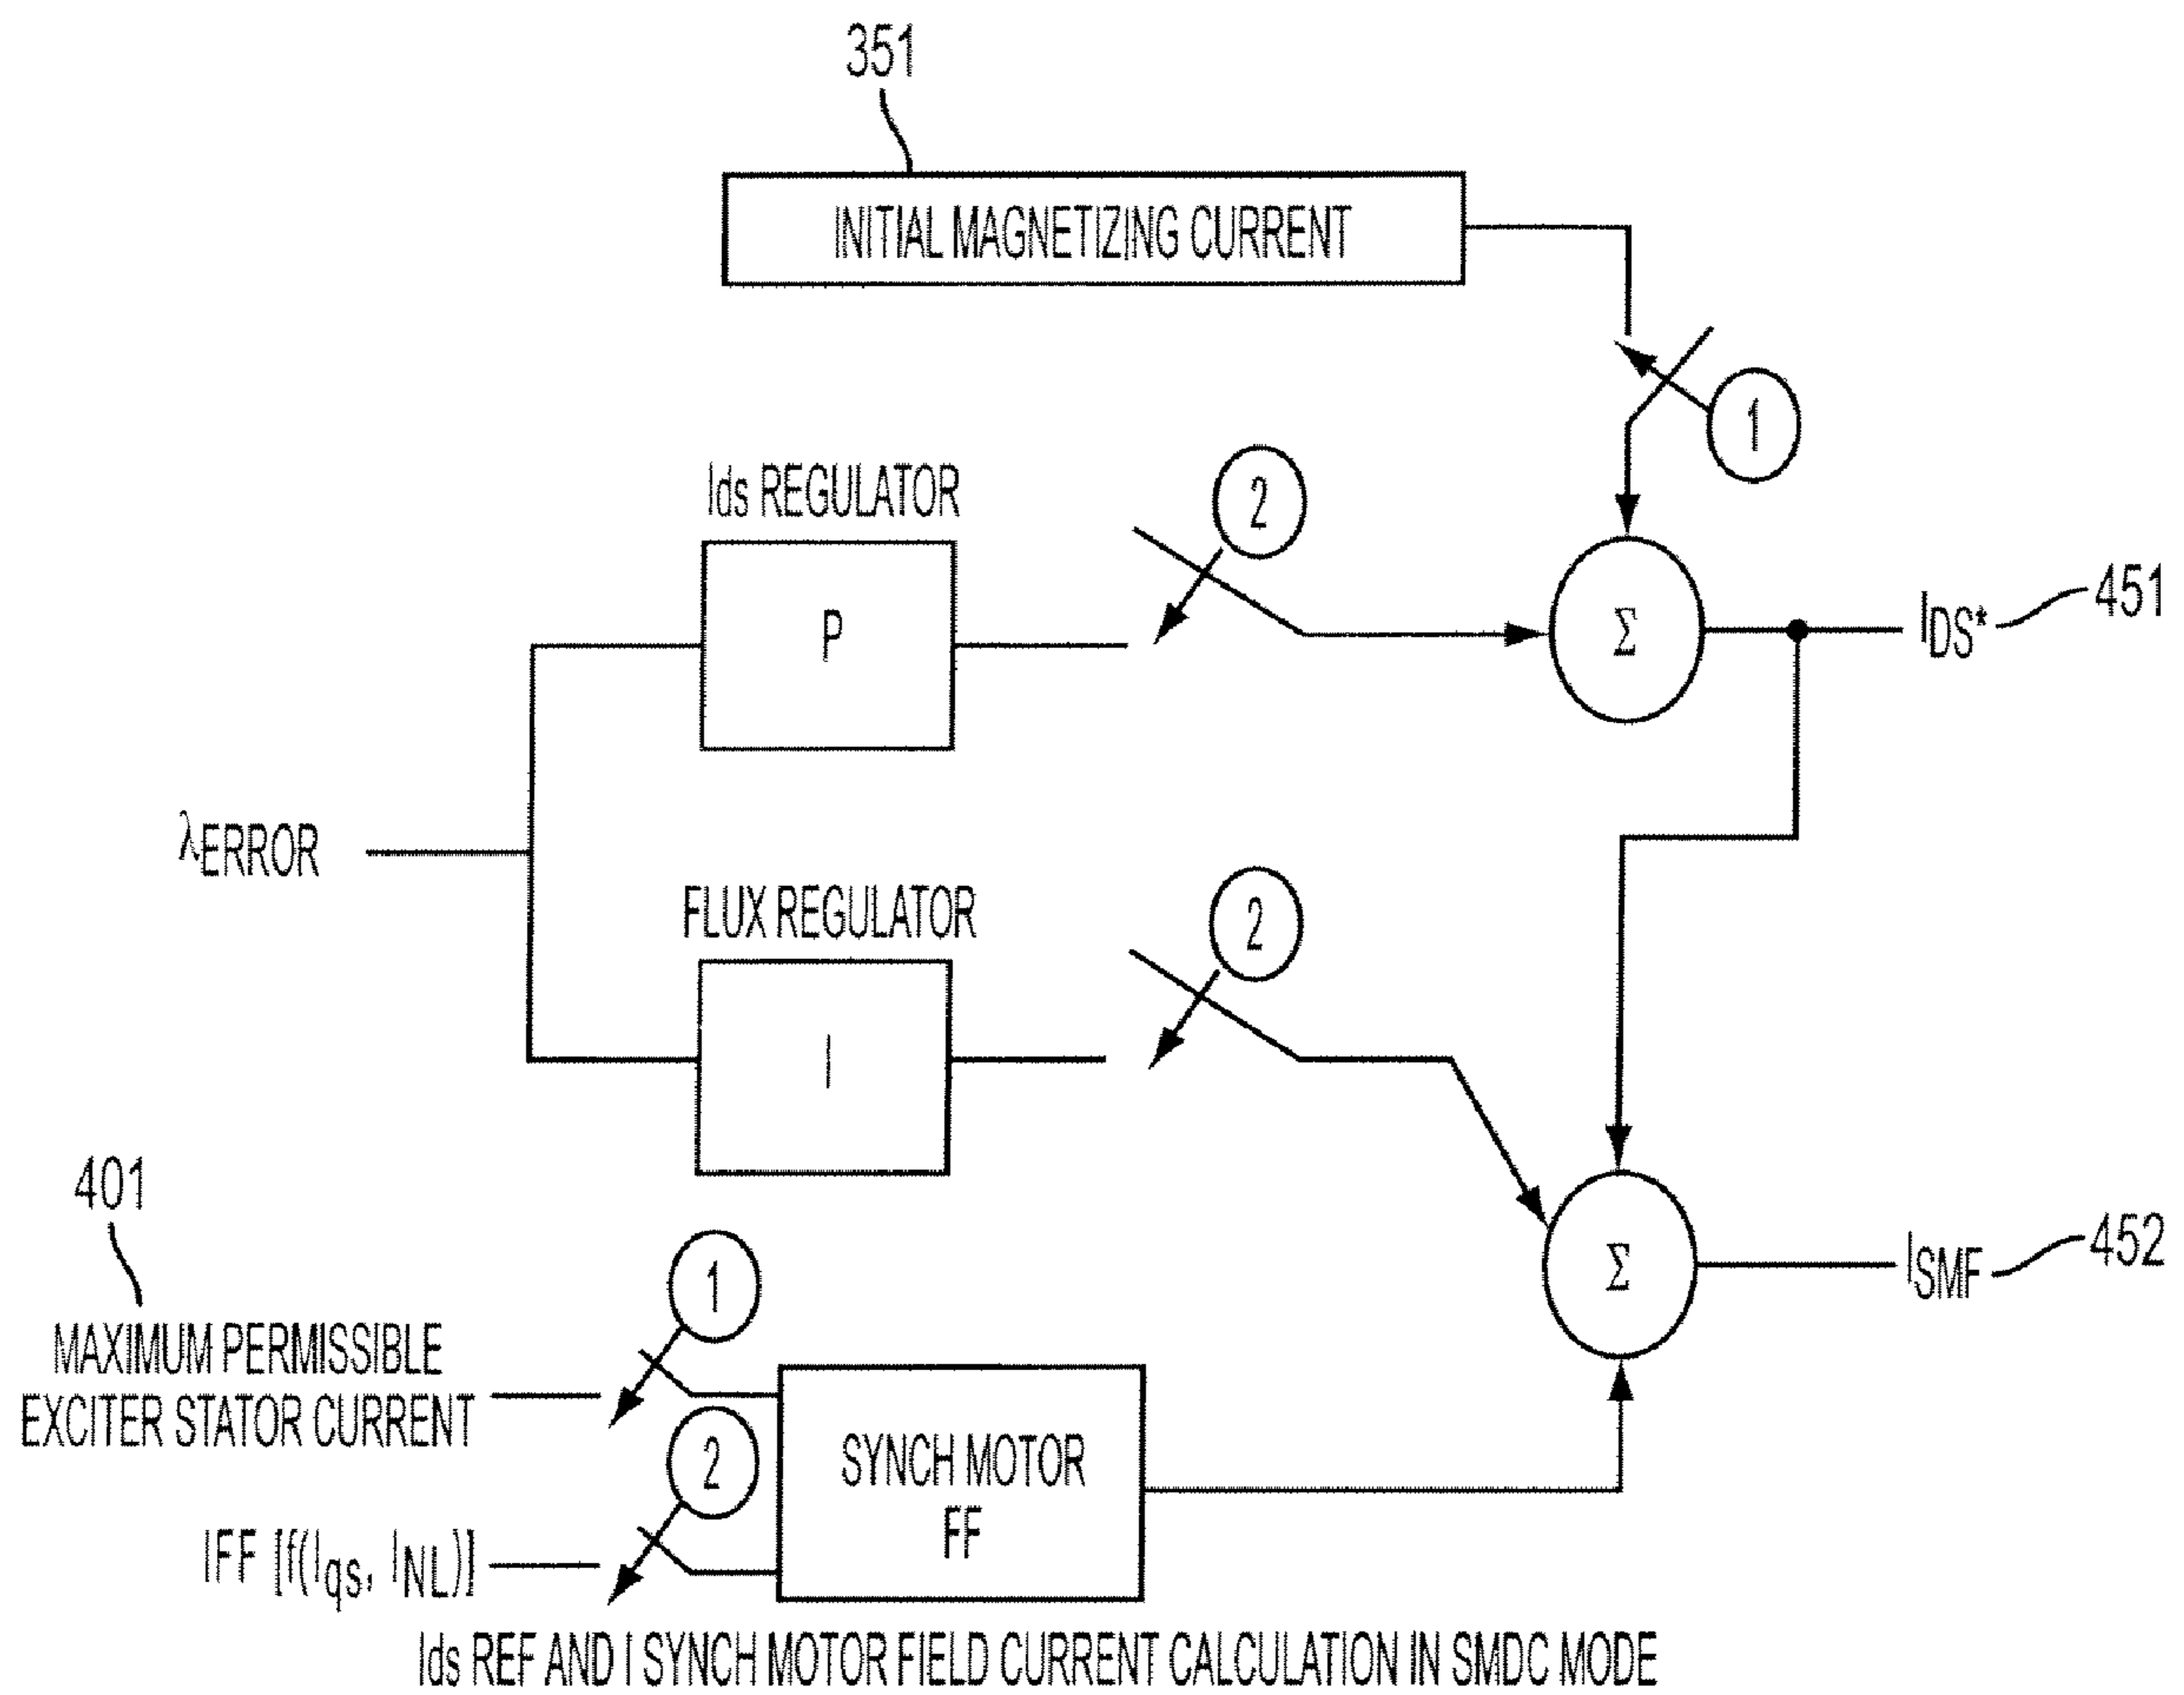 351
INITIAL MAGNETIZING CURRENT
1
Ids REGULATOR
2
P
Σ
IDS*
451
λERROR
FLUX REGULATOR
2
I
401
1
Σ
ISMF
452
MAXIMUM PERMISSIBLE
EXCITER STATOR CURRENT
2
SYNCH MOTOR
FF
IFF [f(Iqs, INL)]
Ids REF AND I SYNCH MOTOR FIELD CURRENT CALCULATION IN SMDC MODE